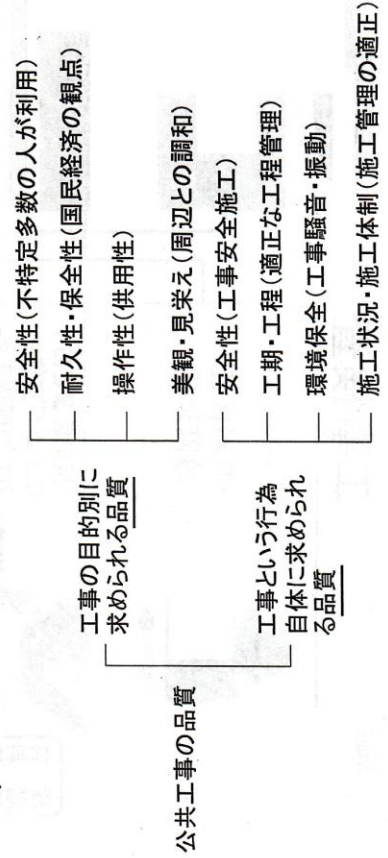 公共工事の品質
工事の目的別に
求められる品質
安全性(不特定多数の人が利用)
耐久性・保全性(国民経済の観点)
操作性(供用性)
美観・見栄え(周辺との調和)
工事という行為
自体に求められ
る品質
安全性(工事安全施工)
工期・工程(適正な工程管理)
環境保全(工事騒音・振動)
施工状況・施工体制(施工管理の適正)